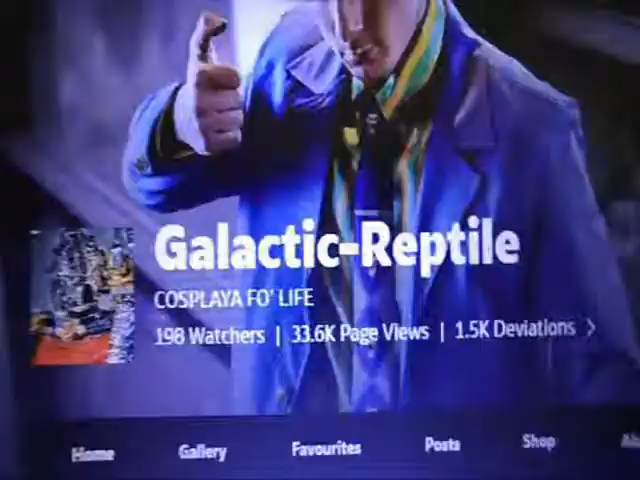 Galactic-Reptile
COSPLAYA FO' LIFE
198 Watchers | 33.6K Page Views | 1.5K Deviations >
Home Gallery Favourites Posts Shop